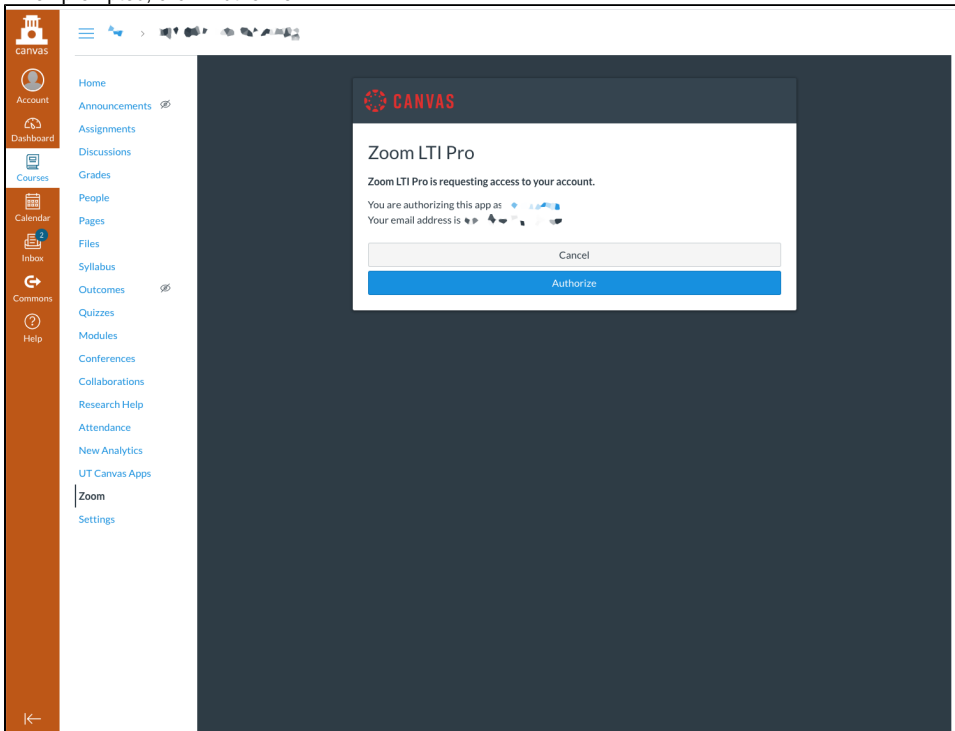 canvas
Account
Dashboard
Courses
Calendar
2
Inbox
Commons
Help
Home
Announcements
Assignments
Discussions
Grades
People
Pages
Files
Syllabus
Outcomes
Quizzes
Modules
Conferences
Collaborations
Research Help
Attendance
New Analytics
UT Canvas Apps
Zoom
Settings
CANVAS
Zoom LTI Pro
Zoom LTI Pro is requesting access to your account.
You are authorizing this app as
Your email address is
Cancel
Authorize